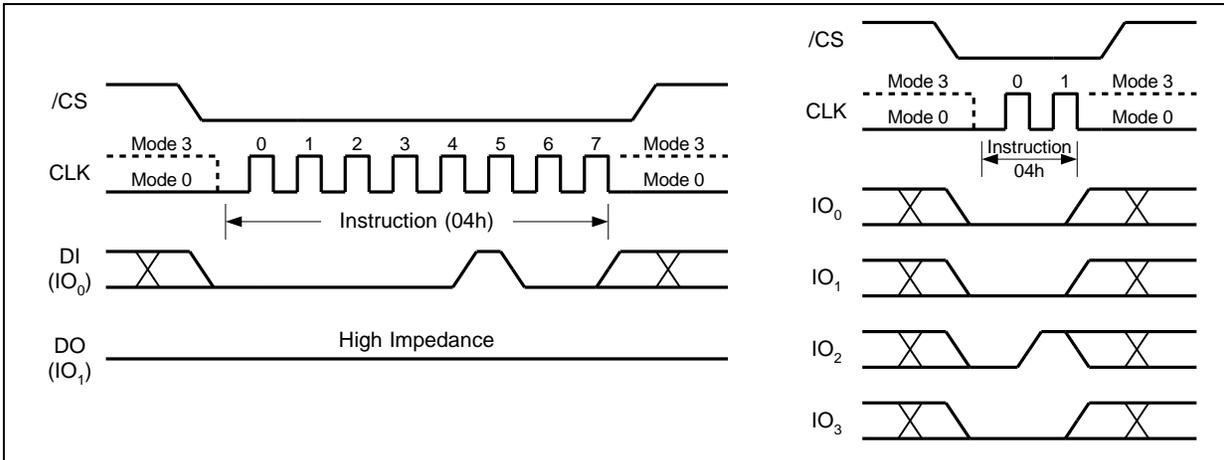 /CS
Mode 3 0 1 2 3 4 5 6 7 Mode 3
CLK
Mode 0 Mode 0
Instruction (04h)
DI
(IO0)
High Impedance
DO
(IO1)
/CS
Mode 3 0 1 Mode 3
CLK
Mode 0 Mode 0
Instruction
04h
IO0
IO1
IO2
IO3